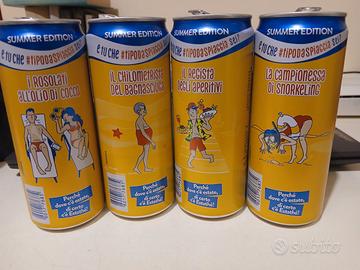 SUMMER EDITION
E TU CHE #TIPODASPIAGGIA SEI?
I ROSOLATI
ALL'OLIO DI COCCO
Perché
dove c'è estate,
di certo
c'è Estathé!
SUMMER EDITION
E TU CHE #TIPODASPIAGGIA SEI?
IL CHILOMETRISTA
DEL BAGNASCIUGA
Perché
dove c'è estate,
di certo
c'è Estathé!
SUMMER EDITION
E TU CHE #TIPODASPIAGGIA SEI?
IL REGISTA
DEGLI APERITIVI
Perché
dove c'è estate,
di certo
c'è Estathé!
SUMMER EDITION
E TU CHE #TIPODASPIAGGIA SEI?
LA CAMPIONESSA
DI SNORKELING
Perché
dove c'è estate,
di certo
c'è Estathé!
subito